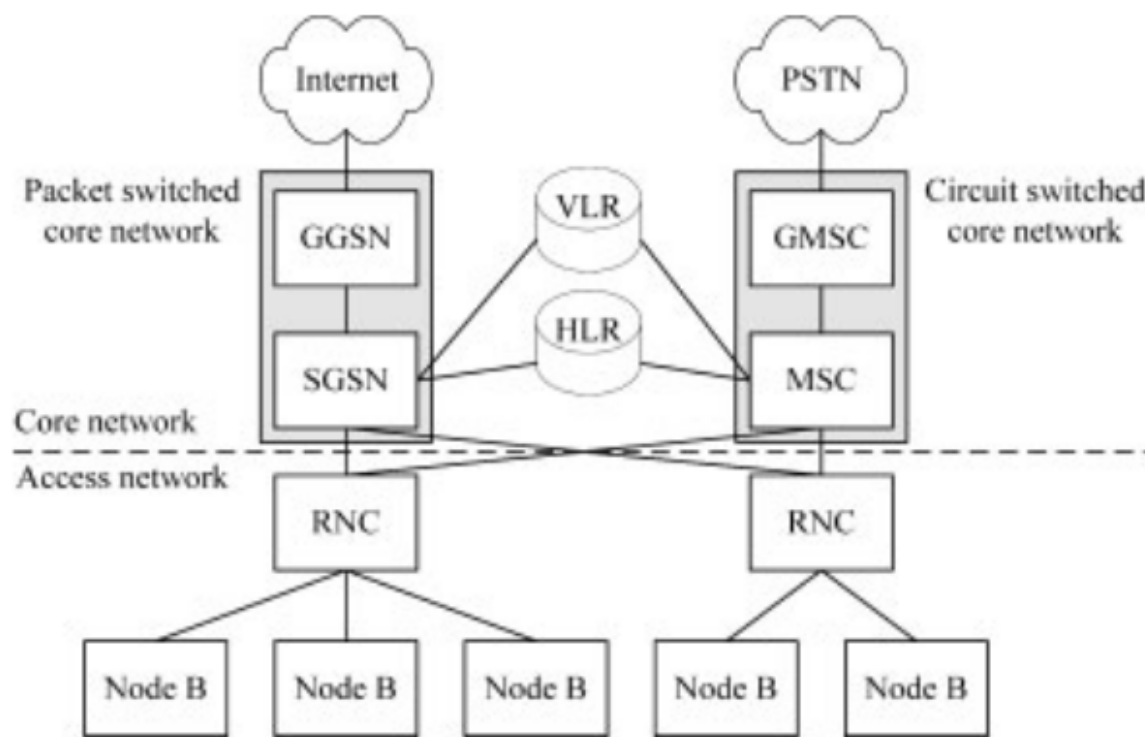 Internet
PSTN
Packet switched
core network
VLR
Circuit switched
core network
GGSN
GMSC
HLR
SGSN
MSC
Core network
Access network
RNC
RNC
Node B
Node B
Node B
Node B
Node B